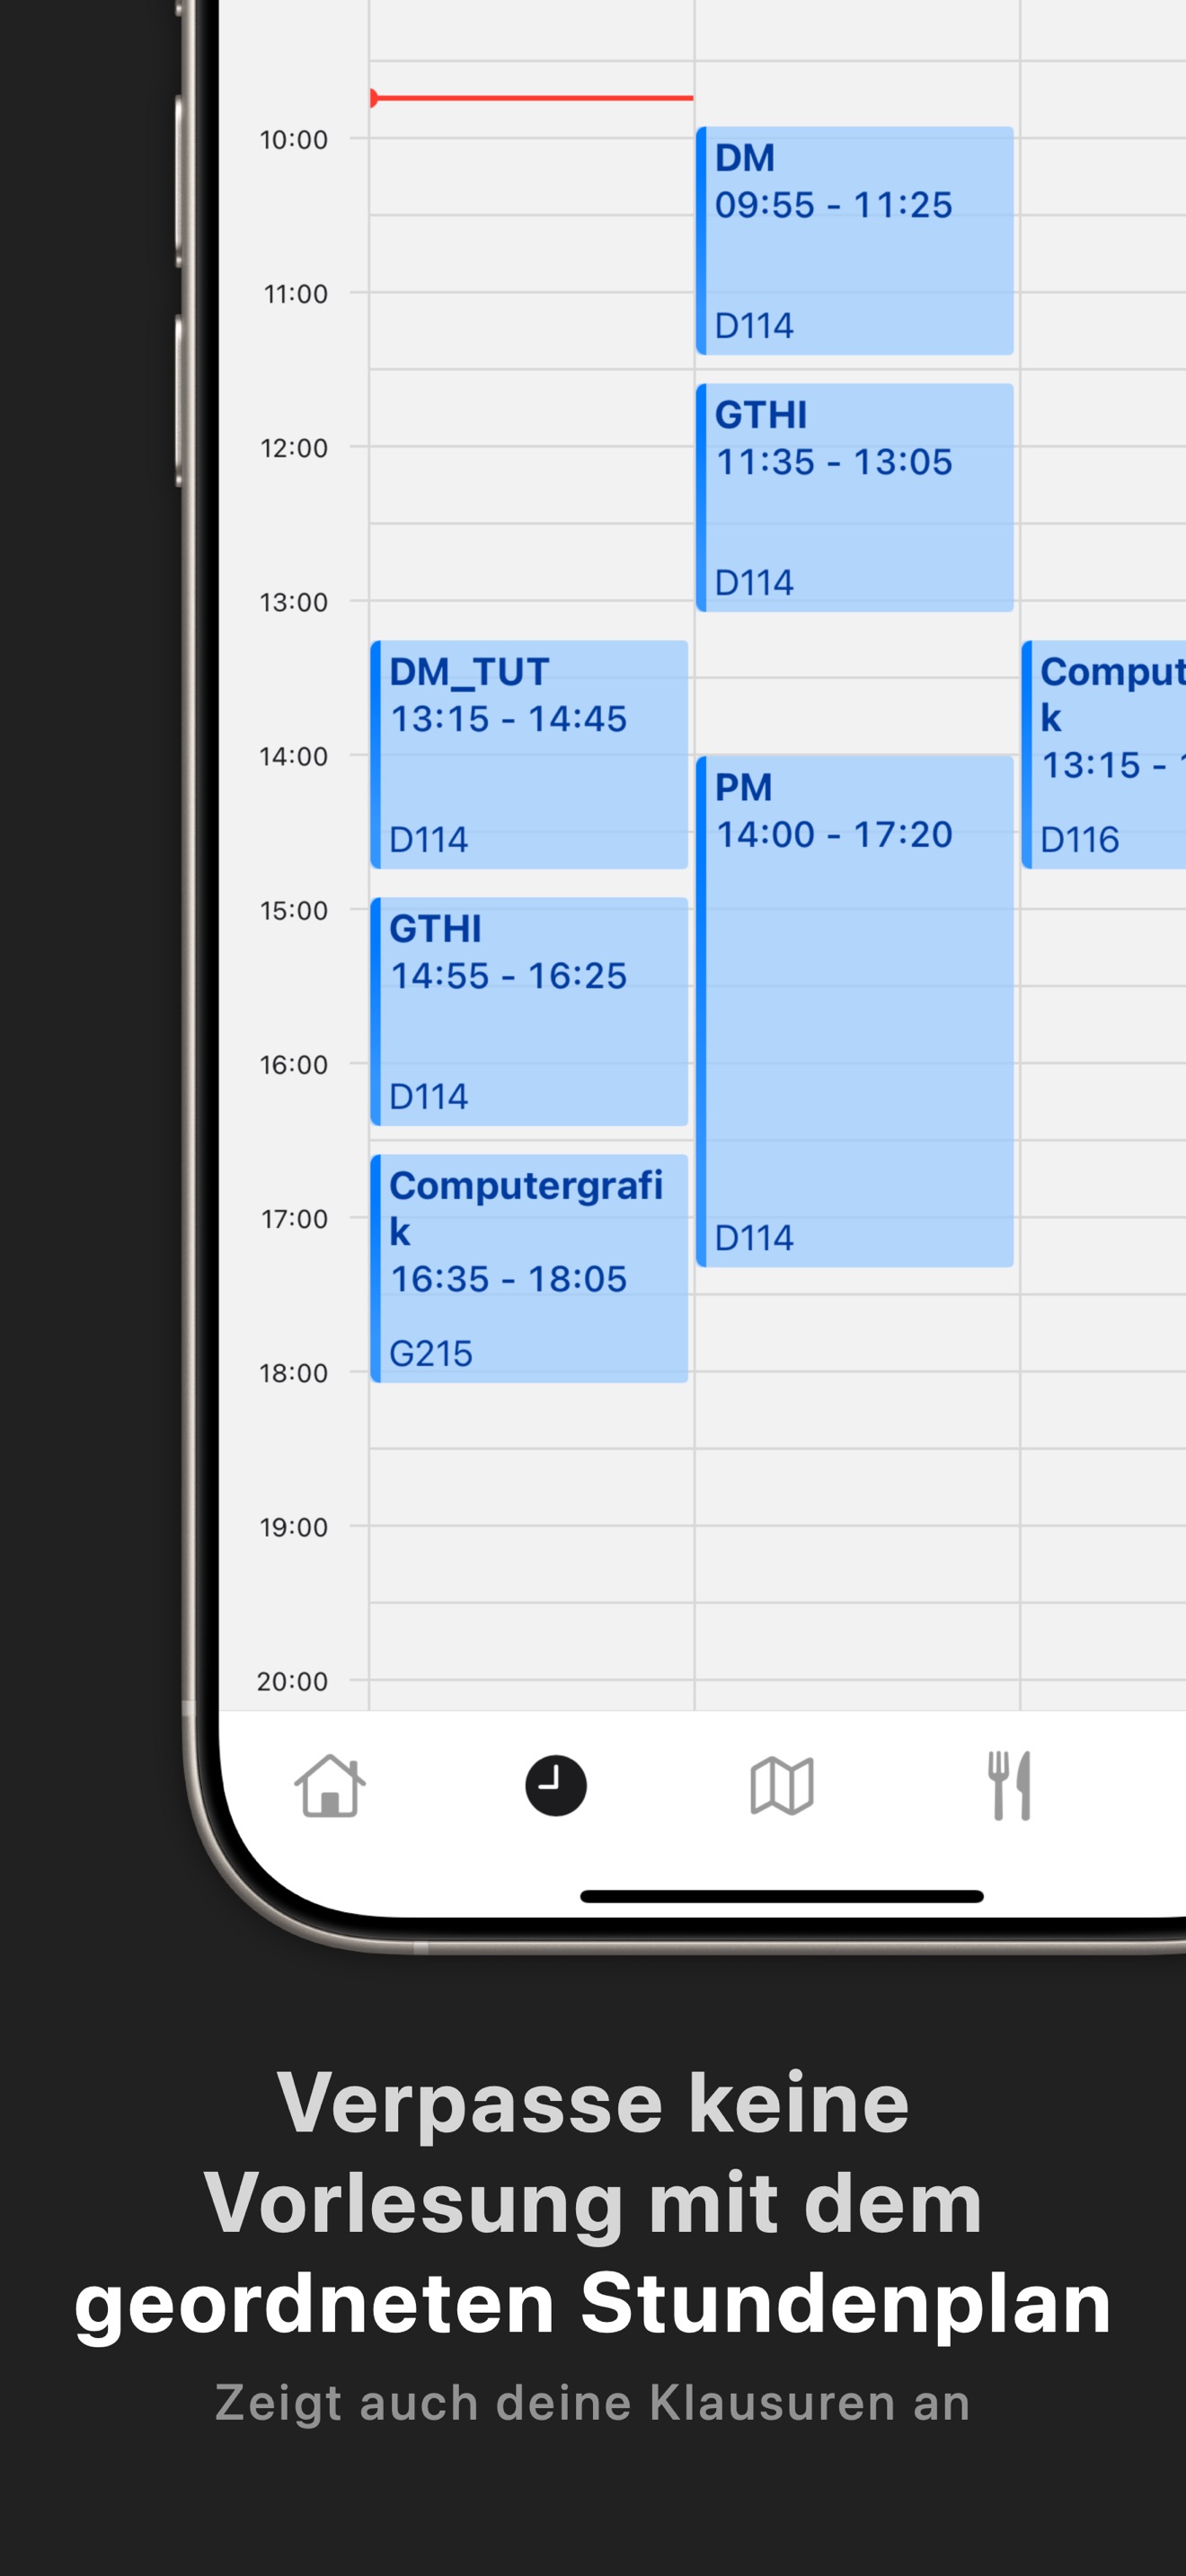 10:00
11:00
12:00
13:00
14:00
15:00
16:00
17:00
18:00
19:00
20:00
DM_TUT
13:15 - 14:45
D114
GTHI
14:55 - 16:25
D114
Computergrafi
k
16:35 - 18:05
G215
DM
09:55 - 11:25
D114
GTHI
11:35 - 13:05
D114
PM
14:00 - 17:20
D114
Comput
k
13:15 - 1
D116
Verpasse keine
Vorlesung mit dem
geordneten Stundenplan
Zeigt auch deine Klausuren an